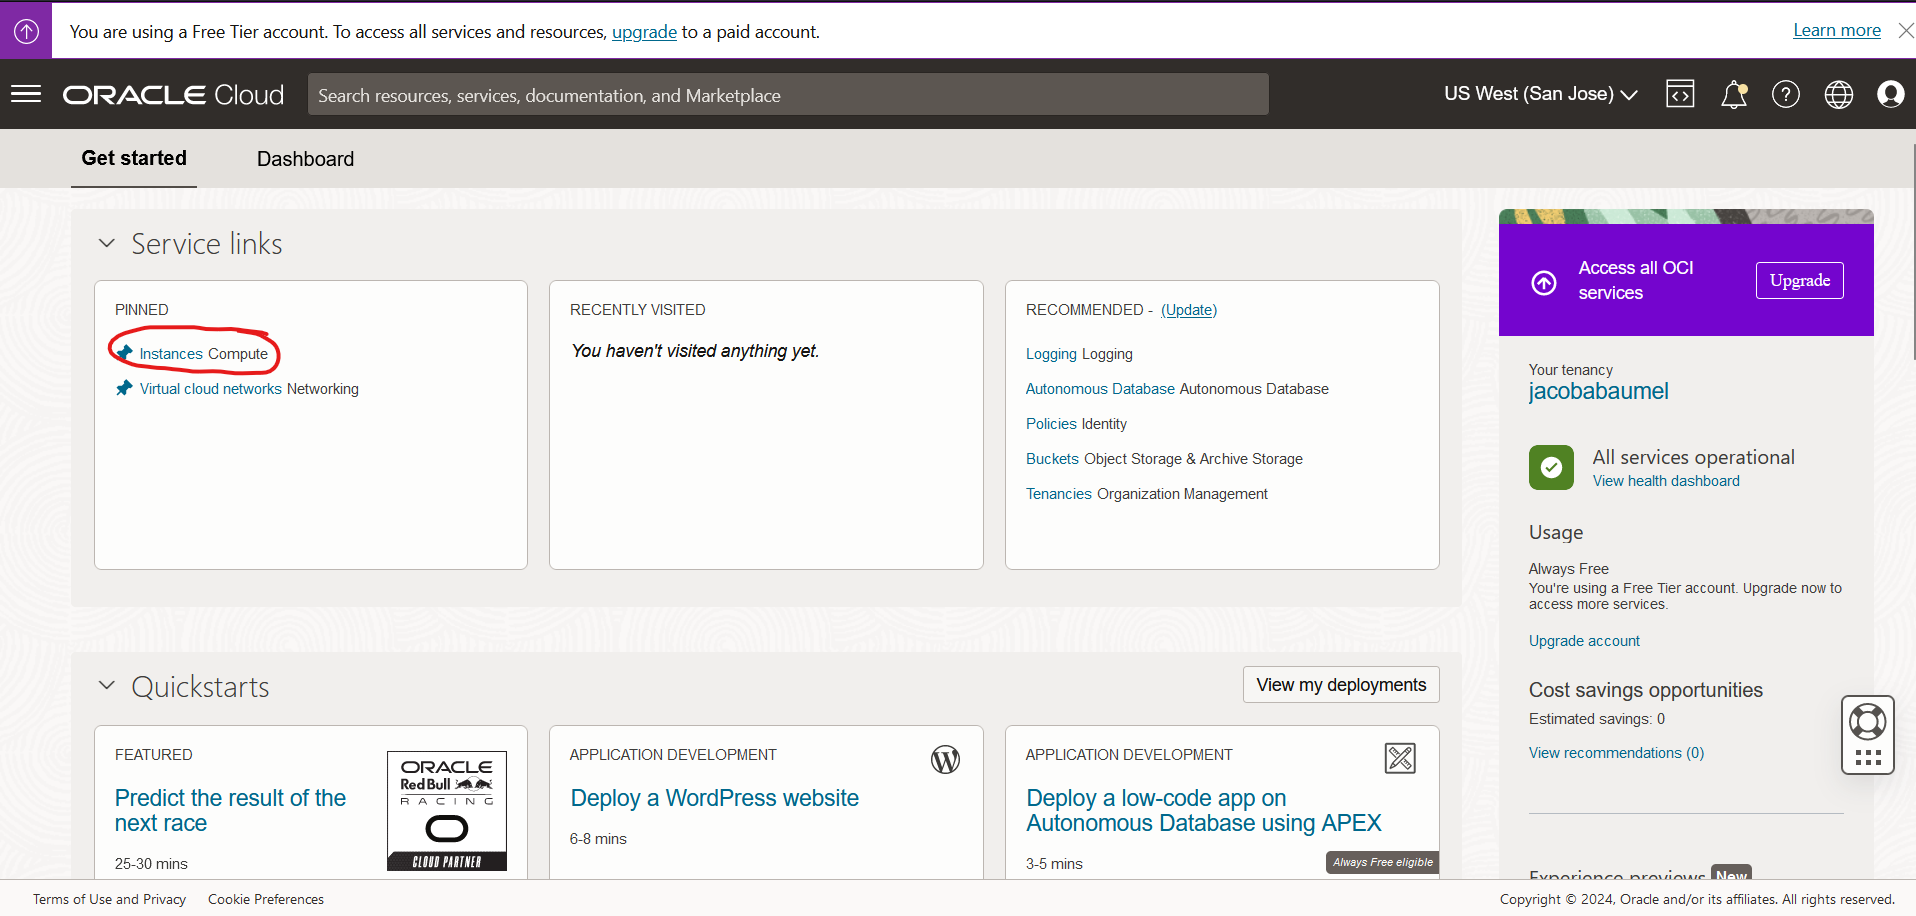 You are using a Free Tier account. To access all services and resources, upgrade to a paid account.
Learn more
ORACLE Cloud
Search resources, services, documentation, and Marketplace
US West (San Jose)
Get started
Dashboard
Service links
PINNED
Instances Compute
Virtual cloud networks Networking
RECENTLY VISITED
You haven't visited anything yet.
RECOMMENDED - (Update)
Logging Logging
Autonomous Database Autonomous Database
Policies Identity
Buckets Object Storage & Archive Storage
Tenancies Organization Management
Access all OCI
services
Upgrade
Your tenancy
jacobabaumel
All services operational
View health dashboard
Usage
Always Free
You're using a Free Tier account. Upgrade now to
access more services.
Upgrade account
Cost savings opportunities
Estimated savings: 0
View recommendations (0)
Experience previews New
Quickstarts
View my deployments
FEATURED
Predict the result of the
next race
25-30 mins
ORACLE
Red Bull
RACING
CLOUD PARTNER
APPLICATION DEVELOPMENT
Deploy a WordPress website
6-8 mins
APPLICATION DEVELOPMENT
Deploy a low-code app on
Autonomous Database using APEX
3-5 mins
Always Free eligible
Terms of Use and Privacy
Cookie Preferences
Copyright © 2024, Oracle and/or its affiliates. All rights reserved.